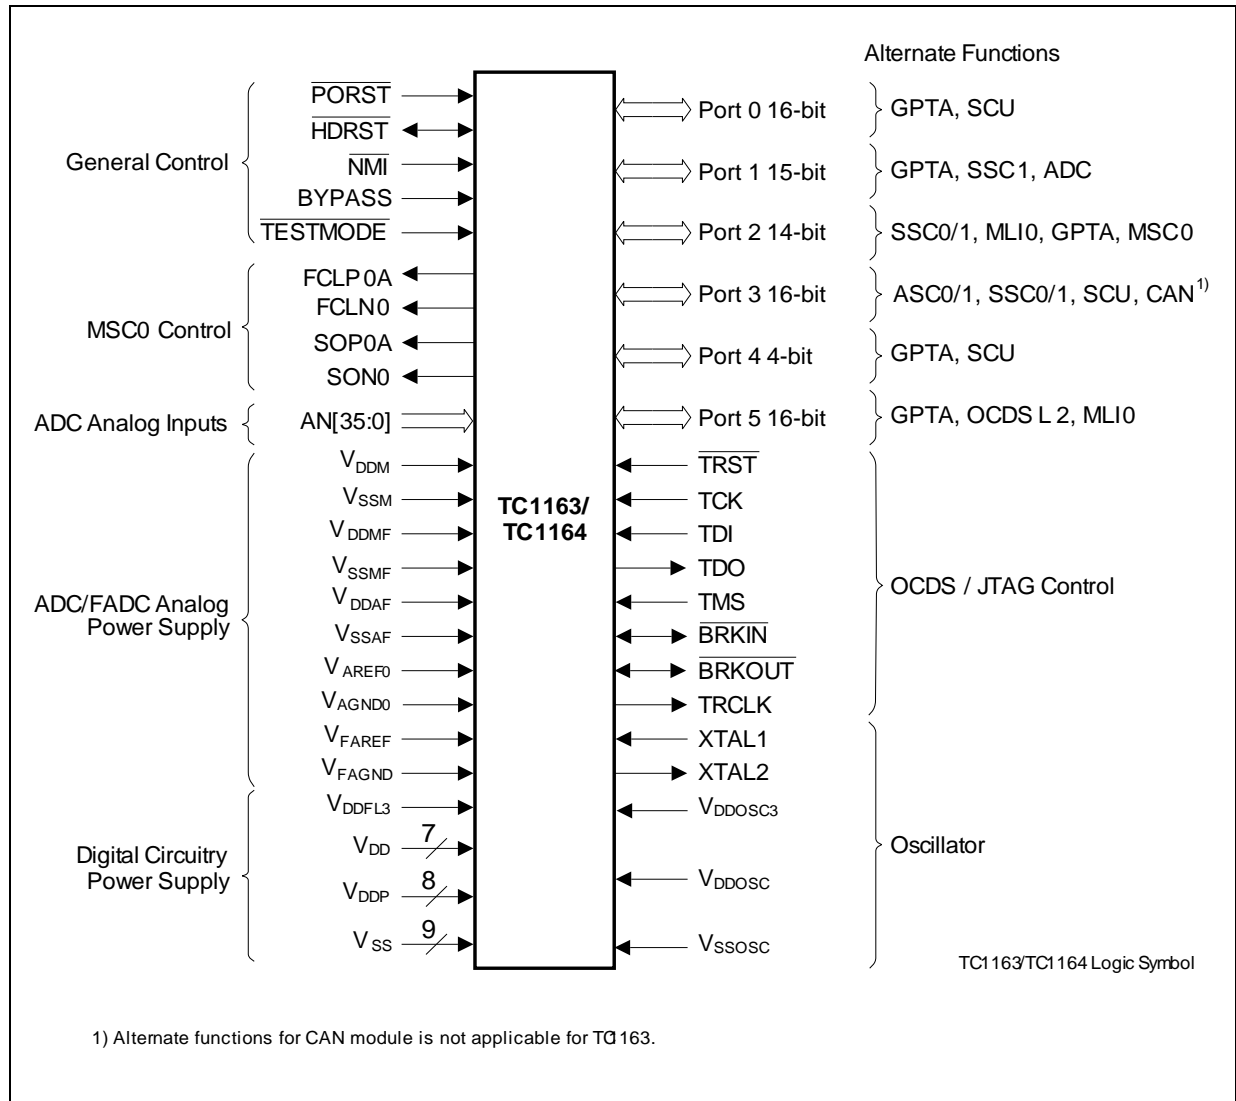 Alternate Functions
General Control
PORST
HDRST
NMI
BYPASS
TESTMODE
MSC0 Control
FCLP0A
FCLN0
SOP0A
SON0
ADC Analog Inputs
AN[35:0]
ADC/FADC Analog
Power Supply
VDDM
VSSM
VDDMF
VSSMF
VDDAF
VSSAF
VAREF0
VAGND0
VFAREF
VFAGND
Digital Circuitry
Power Supply
VDDFL3
VDD 7
VDDP 8
VSS 9
TC1163/
TC1164
Port 0 16-bit GPTA, SCU
Port 1 15-bit GPTA, SSC1, ADC
Port 2 14-bit SSC0/1, MLI0, GPTA, MSC0
Port 3 16-bit ASC0/1, SSC0/1, SCU, CAN1)
Port 4 4-bit GPTA, SCU
Port 5 16-bit GPTA, OCDS L2, MLI0
TRST
TCK
TDI
TDO
TMS
BRKIN
BRKOUT
TRCLK
OCDS / JTAG Control
XTAL1
XTAL2
VDDOSC3
VDDOSC
VSSOSC
Oscillator
TC1163/TC1164 Logic Symbol
1) Alternate functions for CAN module is not applicable for TC1163.